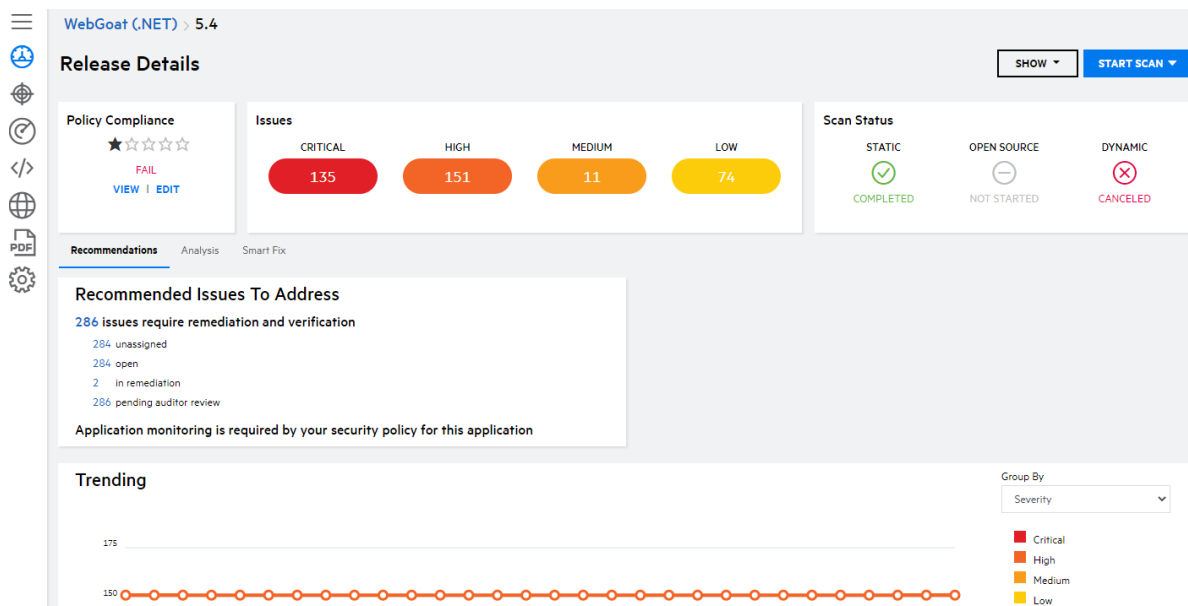 WebGoat (.NET) > 5.4
Release Details
SHOW
START SCAN
Policy Compliance
FAIL
VIEW | EDIT
Issues
CRITICAL HIGH MEDIUM LOW
135 151 11 74
Scan Status
STATIC OPEN SOURCE DYNAMIC
COMPLETED NOT STARTED CANCELED
PDF
Recommendations Analysis Smart Fix
Recommended Issues To Address
286 issues require remediation and verification
284 unassigned
284 open
2 in remediation
286 pending auditor review
Application monitoring is required by your security policy for this application
Trending
Group By
Severity
175
150
Critical
High
Medium
Low